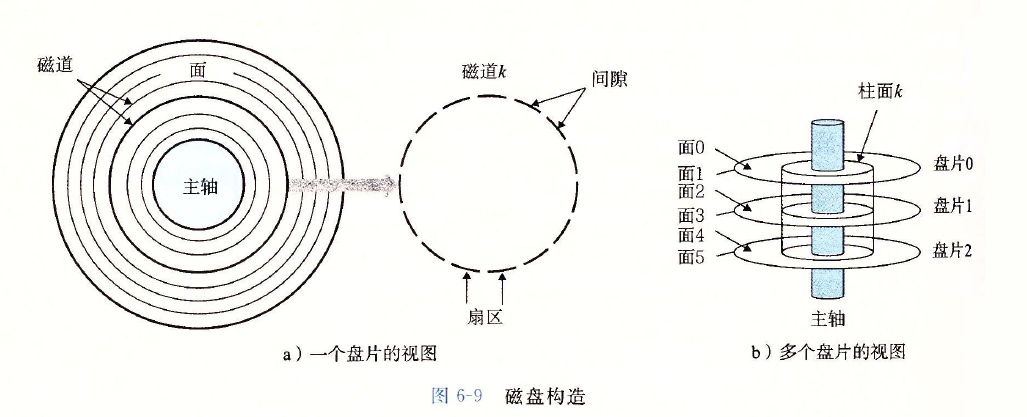 磁道
面
主轴
磁道k
间隙
扇区
a）一个盘片的视图
柱面k
面0
面1
面2
面3
面4
面5
盘片0
盘片1
盘片2
主轴
b）多个盘片的视图
图 6-9 磁盘构造